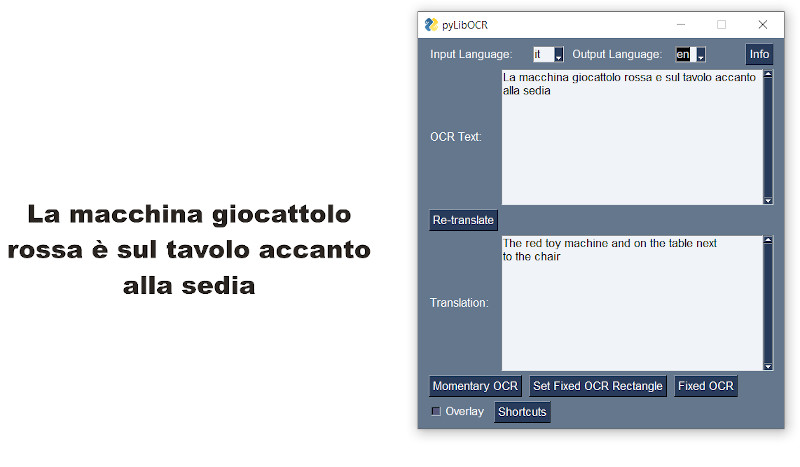 La macchina giocattolo
rossa è sul tavolo accanto
alla sedia
pyLibOCR
Input Language: it Output Language: en Info
OCR Text:
La macchina giocattolo rossa e sul tavolo accanto
alla sedia
Re-translate
Translation:
The red toy machine and on the table next
to the chair
Momentary OCR Set Fixed OCR Rectangle Fixed OCR
Overlay Shortcuts